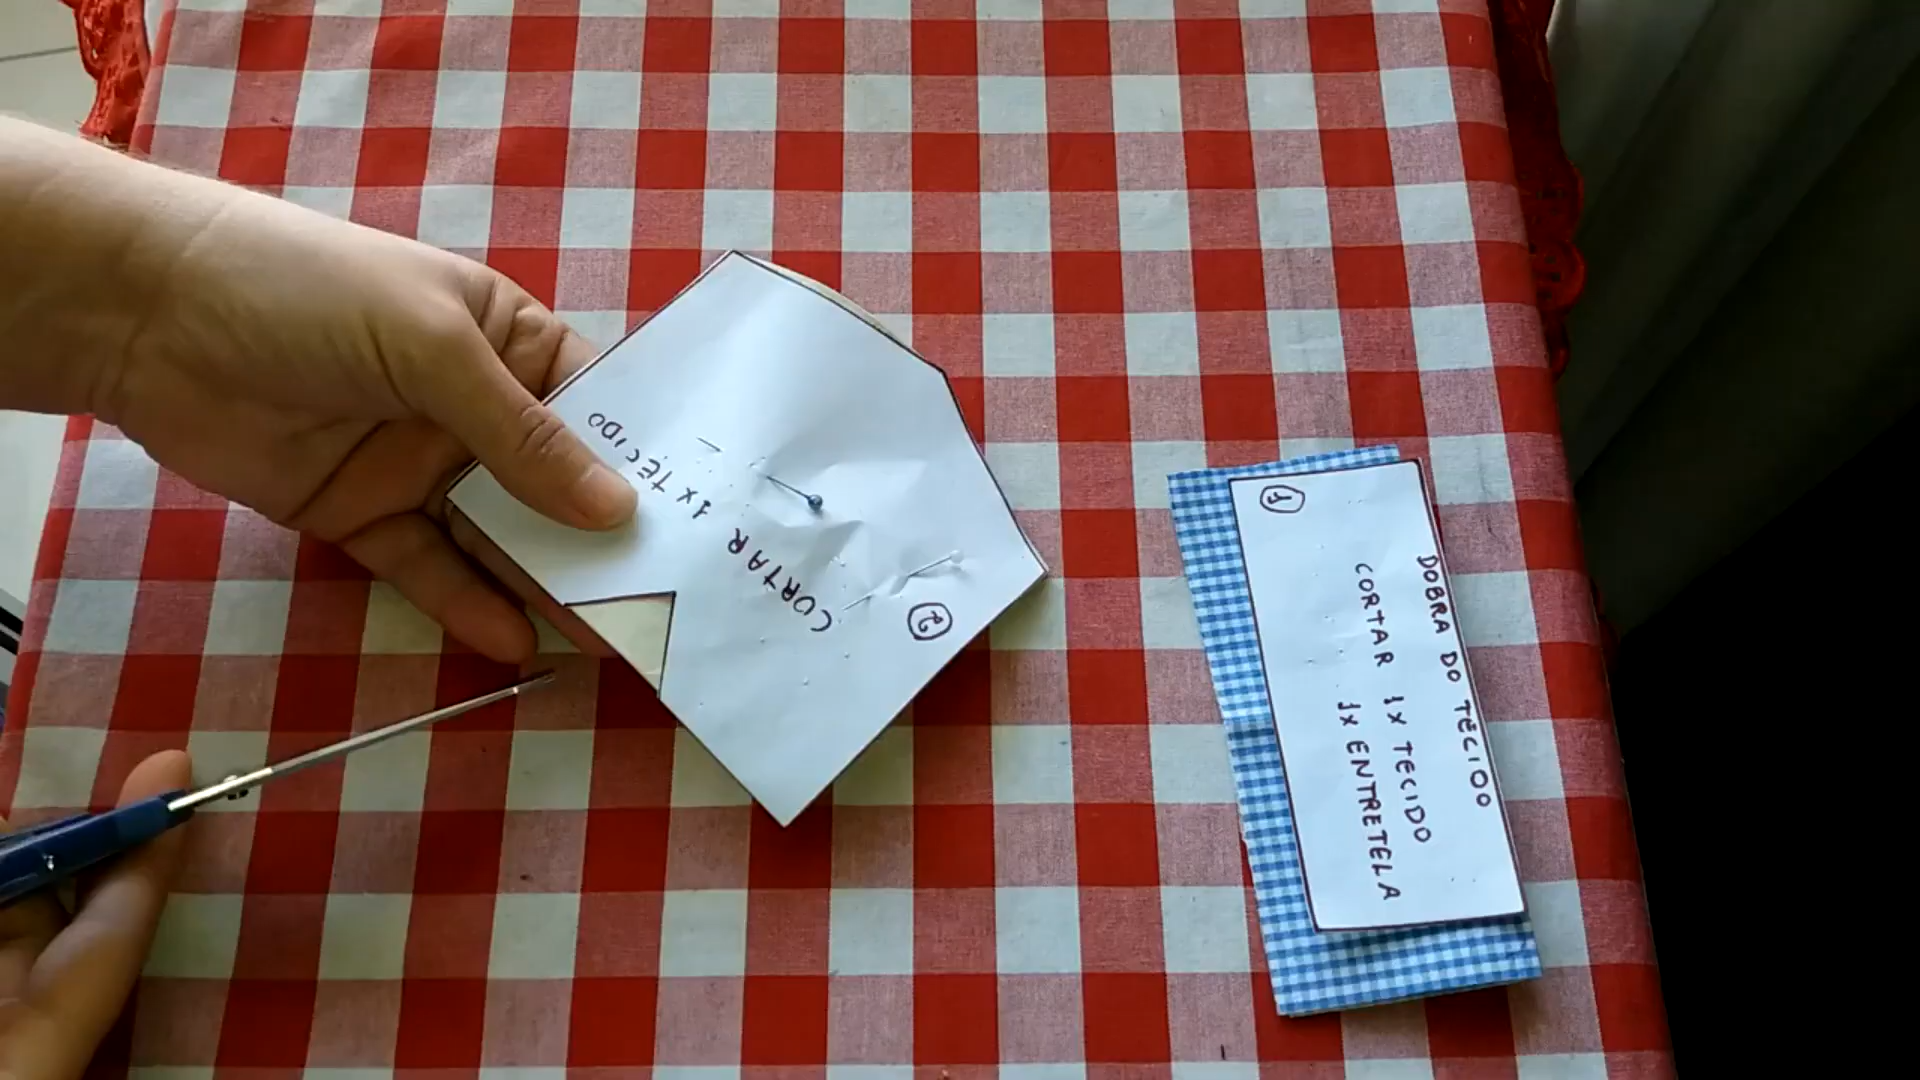 2
CORTAR 1X TECIDO
1
DOBRA DO TECIDO
CORTAR 1X TECIDO
1X ENTRETELA